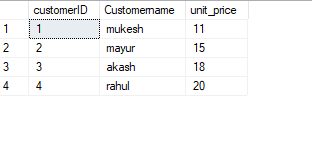 customerID Customername unit_price
1 1 mukesh 11
2 2 mayur 15
3 3 akash 18
4 4 rahul 20